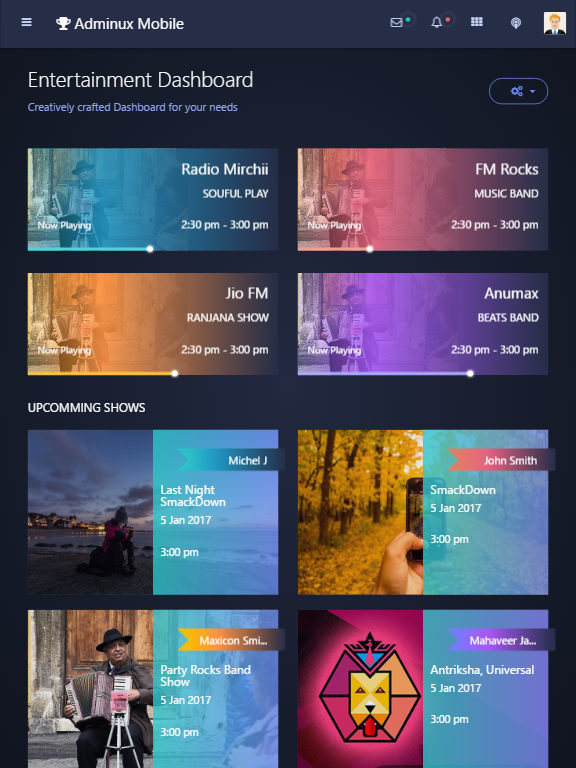 Adminux Mobile
Entertainment Dashboard
Creatively crafted Dashboard for your needs
Radio Mirchii
SOUFUL PLAY
Now Playing
2:30 pm - 3:00 pm
FM Rocks
MUSIC BAND
Now Playing
2:30 pm - 3:00 pm
Jio FM
RANJANA SHOW
Now Playing
2:30 pm - 3:00 pm
Anumax
BEATS BAND
Now Playing
2:30 pm - 3:00 pm
UPCOMMING SHOWS
Michel J
Last Night
SmackDown
5 Jan 2017
3:00 pm
John Smith
SmackDown
5 Jan 2017
3:00 pm
Maxicon Smi...
Party Rocks Band
Show
5 Jan 2017
3:00 pm
Mahaveer Ja...
Antriksha, Universal
5 Jan 2017
3:00 pm